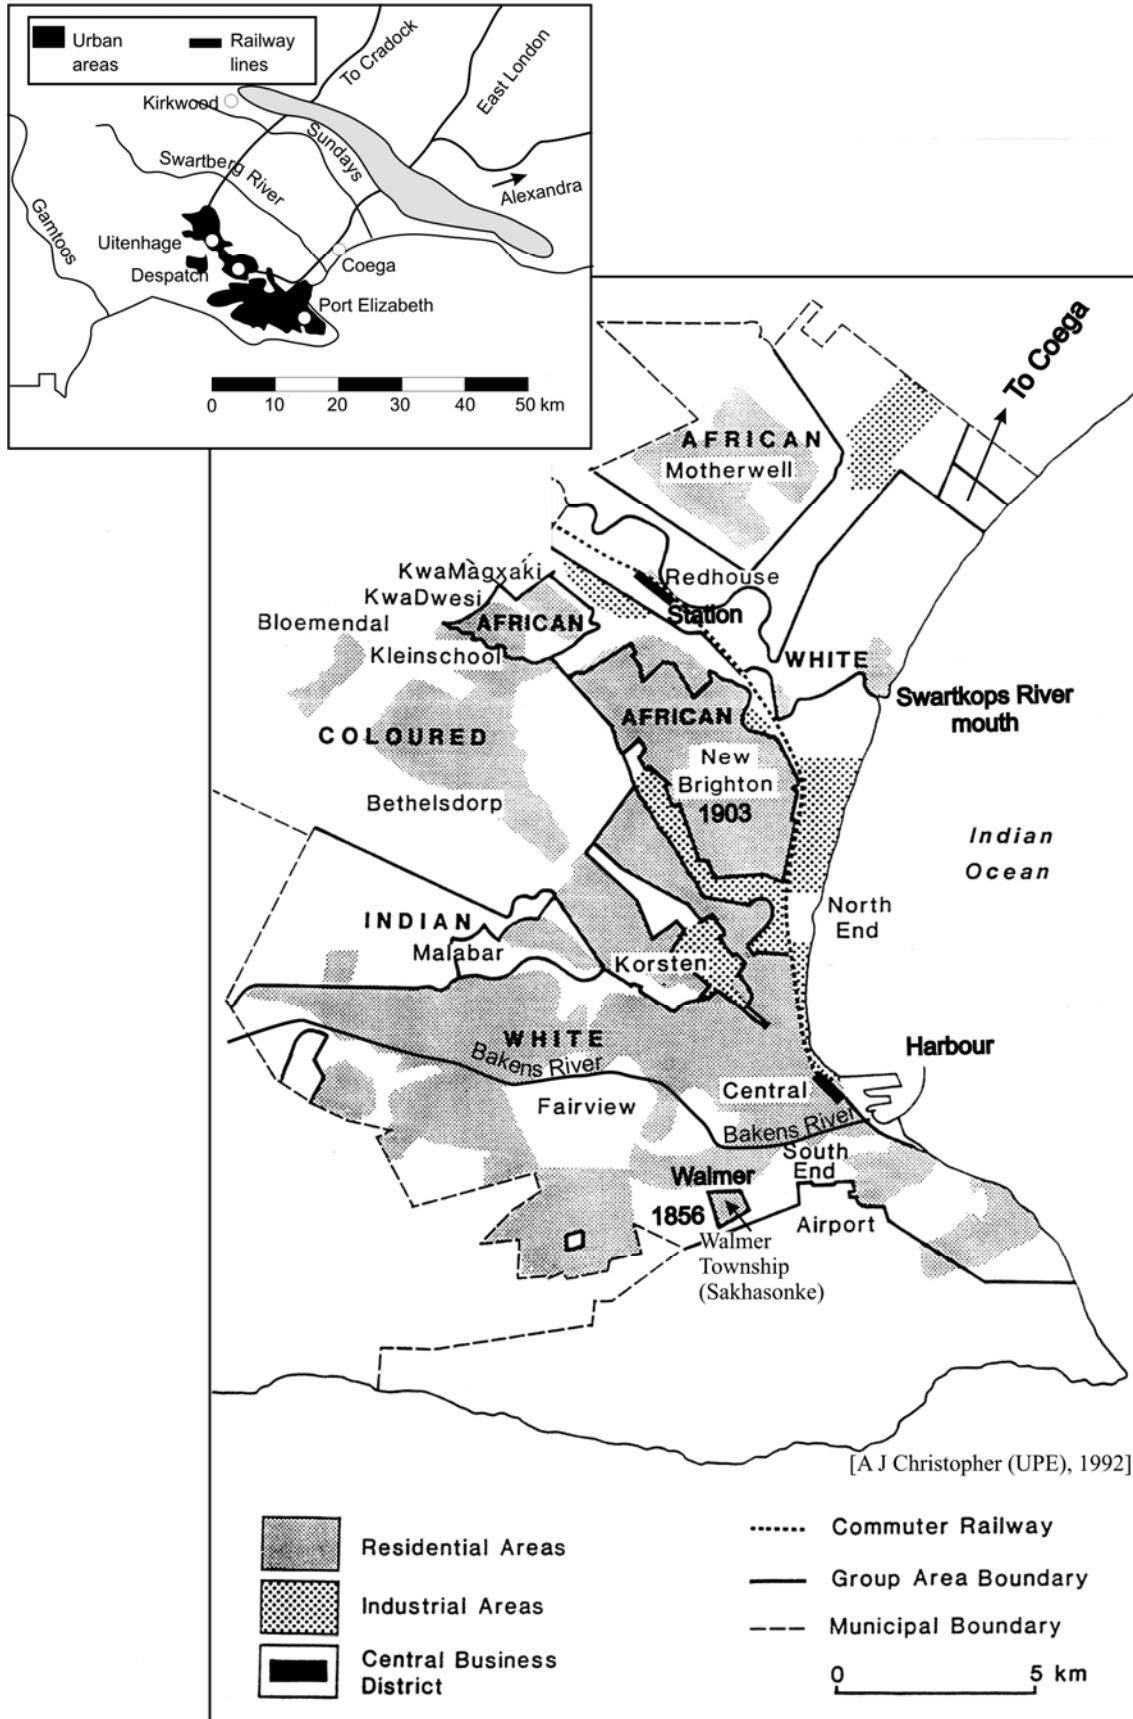 Urban
areas
Railway
lines
To Cradock
East London
Kirkwood
Sundays
Swartberg River
Alexandra
Gamtoos
Uitenhage
Despatch
Coega
Port Elizabeth
0 10 20 30 40 50 km
To Coega
AFRICAN
Motherwell
KwaMagxaki
KwaDwesi
Redhouse
Station
Bloemendal
AFRICAN
Kleinschool
WHITE
Swartkops River
mouth
AFRICAN
COLOURED
New
Brighton
1903
Bethelsdorp
Indian
Ocean
North
End
INDIAN
Malabar
Korsten
WHITE
Bakens River
Harbour
Central
Fairview
Bakens River
South
End
Walmer
1856
Airport
Walmer
Township
(Sakhasonke)
[A J Christopher (UPE), 1992]
Residential Areas
Industrial Areas
Central Business
District
Commuter Railway
Group Area Boundary
Municipal Boundary
0 5 km